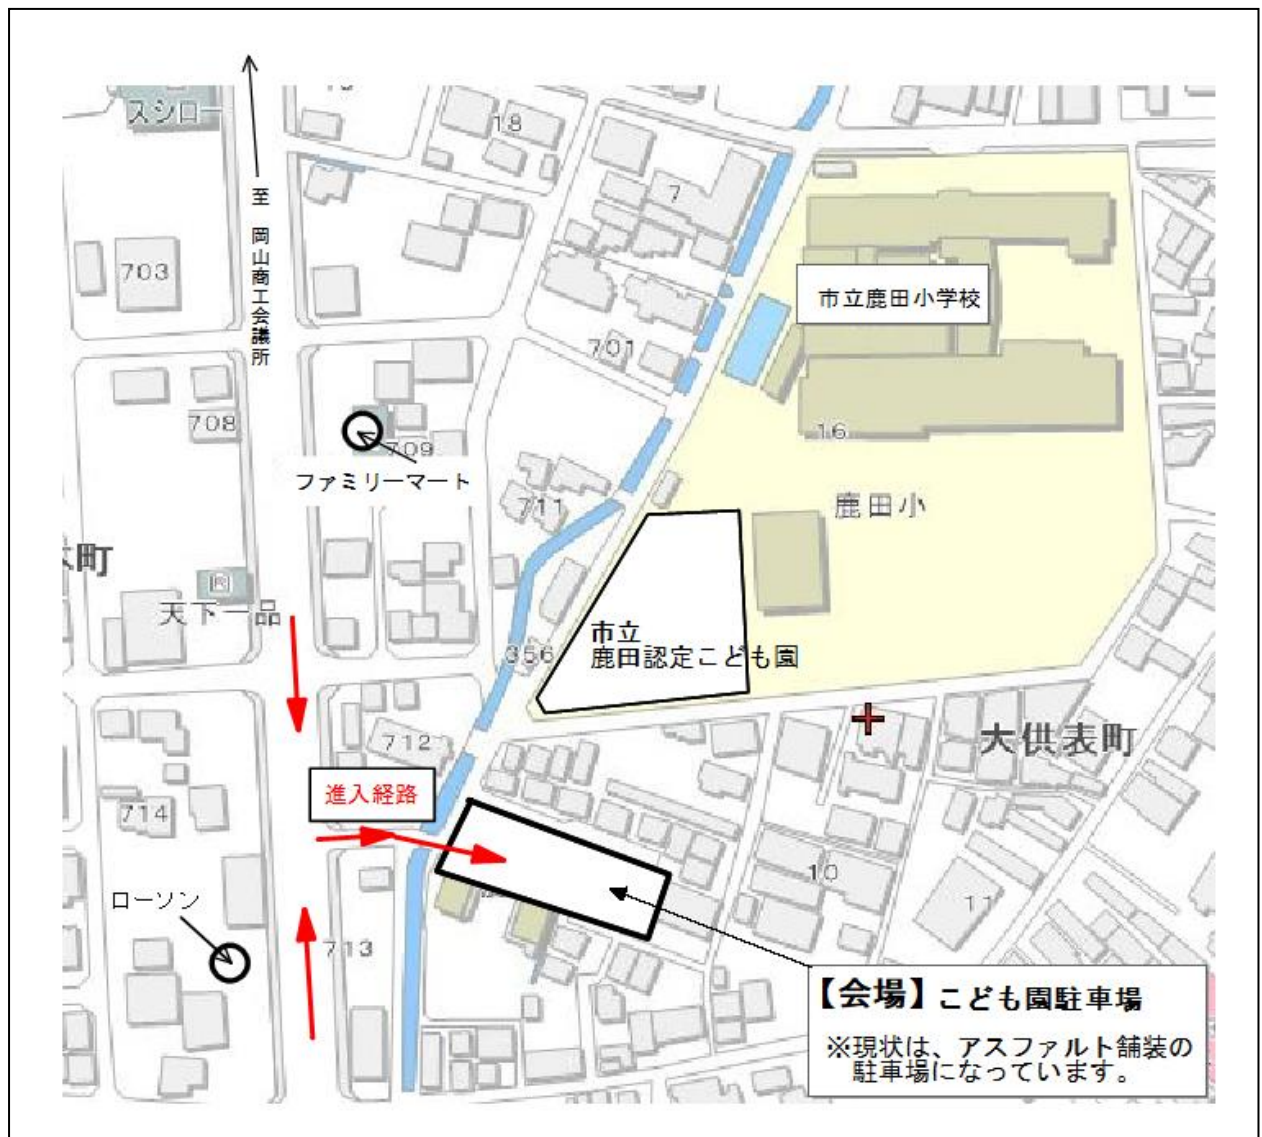 スシロー
18
7
至 岡山商工会議所
703
市立鹿田小学校
701
708
709
16
ファミリーマート
711
鹿田小
本町
天下一品
市立
鹿田認定こども園
356
712
大供表町
進入経路
714
10
ローソン
11
713
【会場】こども園駐車場
※現状は、アスファルト舗装の
駐車場になっています。